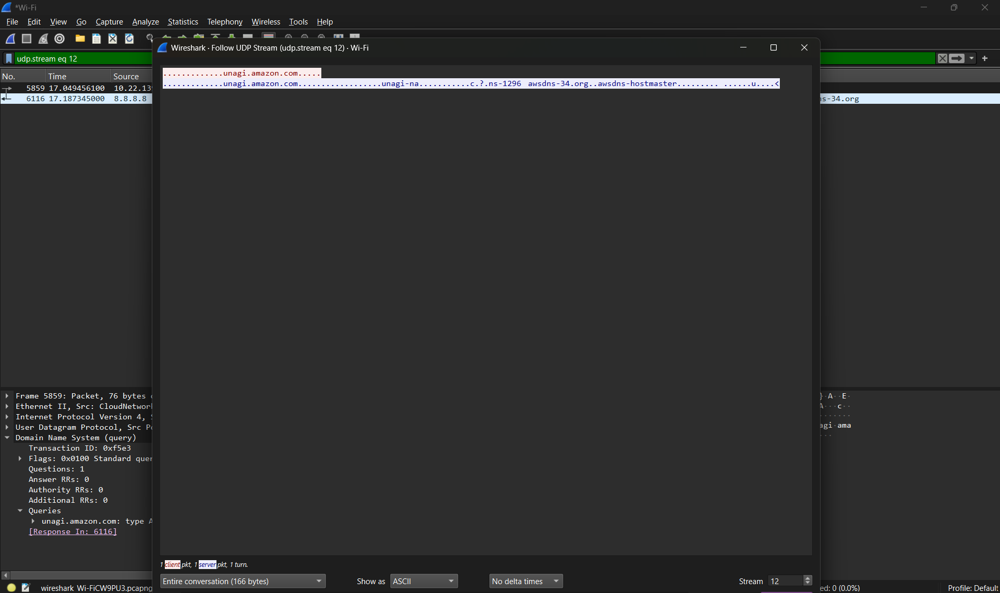 *Wi-Fi
File Edit View Go Capture Analyze Statistics Telephony Wireless Tools Help
udp.stream eq 12
No. Time Source
5859 17.049456100 10.22.13
6116 17.187345000 8.8.8.8
s-34.org
Wireshark · Follow UDP Stream (udp.stream eq 12) · Wi-Fi
.............unagi.amazon.com.....
.............unagi.amazon.com..................unagi-na...........c.?.ns-1296 awsdns-34.org..awsdns-hostmaster......... ......u....<
1 client pkt, 1 server pkt, 1 turn.
Entire conversation (166 bytes) Show as ASCII No delta times Stream 12
Frame 5859: Packet, 76 bytes
Ethernet II, Src: CloudNetwor
Internet Protocol Version 4,
User Datagram Protocol, Src P
Domain Name System (query)
Transaction ID: 0xf5e3
Flags: 0x0100 Standard quer
Questions: 1
Answer RRs: 0
Authority RRs: 0
Additional RRs: 0
Queries
unagi.amazon.com: type A
[Response In: 6116]
}·A··E·
A···c··
·······
agi·ama
···
wireshark_Wi-FiCW9PU3.pcapng
ed: 0 (0.0%) Profile: Default